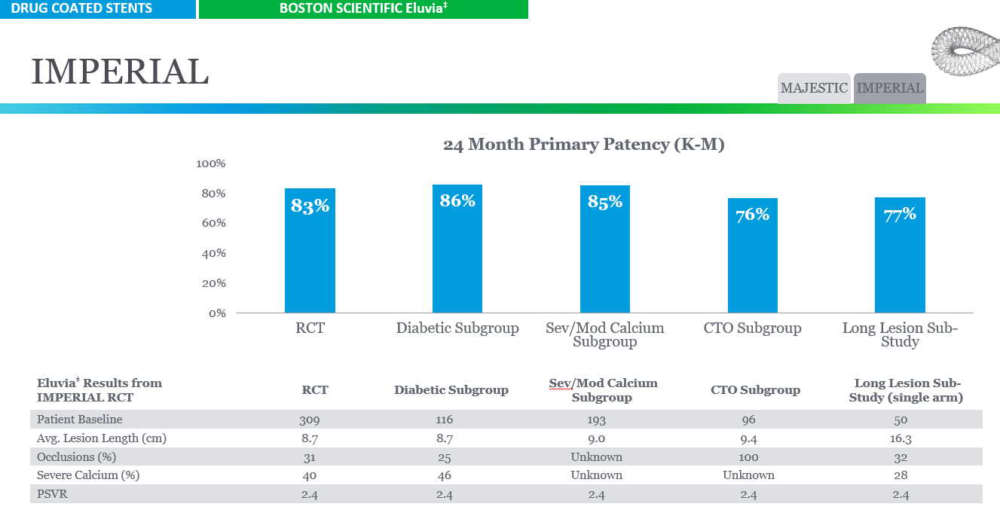 DRUG COATED STENTS
BOSTON SCIENTIFIC Eluvia‡
IMPERIAL
MAJESTIC
IMPERIAL
24 Month Primary Patency (K-M)
100%
80%
60%
40%
20%
0%
83%
86%
85%
76%
77%
RCT
Diabetic Subgroup
Sev/Mod Calcium
Subgroup
CTO Subgroup
Long Lesion Sub-
Study
Eluvia‡ Results from
IMPERIAL RCT
RCT
Diabetic Subgroup
Sev/Mod Calcium
Subgroup
CTO Subgroup
Long Lesion Sub-
Study (single arm)
Patient Baseline 309 116 193 96 50
Avg. Lesion Length (cm) 8.7 8.7 9.0 9.4 16.3
Occlusions (%) 31 25 Unknown 100 32
Severe Calcium (%) 40 46 Unknown Unknown 28
PSVR 2.4 2.4 2.4 2.4 2.4